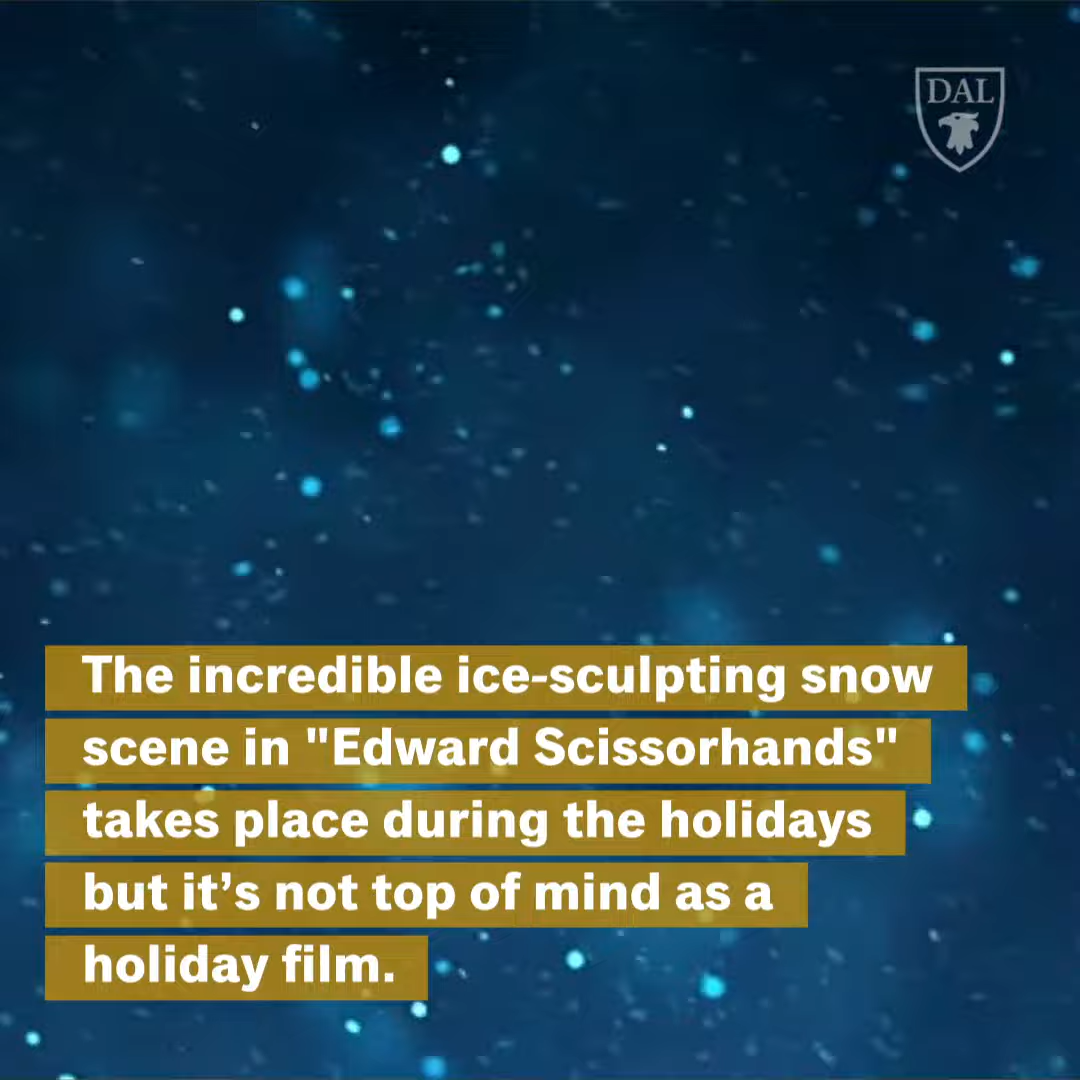 DAL
The incredible ice-sculpting snow
scene in "Edward Scissorhands"
takes place during the holidays
but it’s not top of mind as a
holiday film.